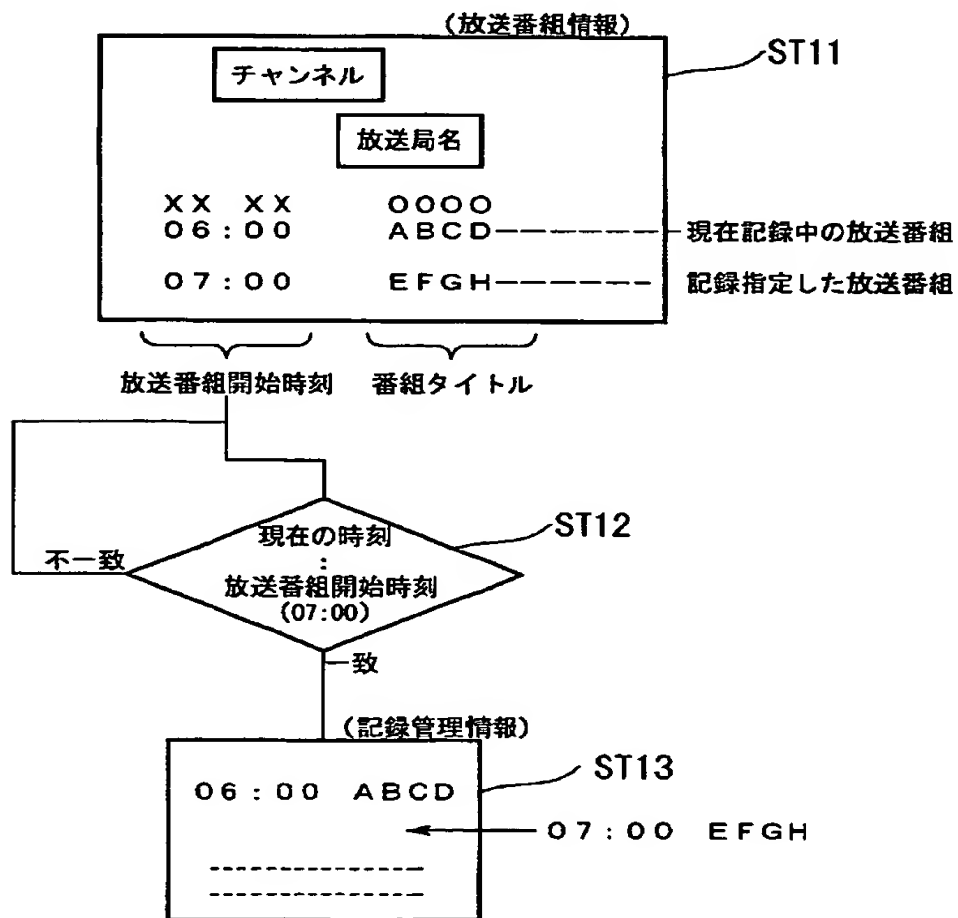 (放送番組情報)
ST11
チャンネル
放送局名
XX XX OOOO
06:00 ABCD 現在記録中の放送番組
07:00 EFGH 記録指定した放送番組
放送番組開始時刻 番組タイトル
ST12
現在の時刻
:
放送番組開始時刻
(07:00)
不一致
一致
(記録管理情報)
ST13
06:00 ABCD
07:00 EFGH